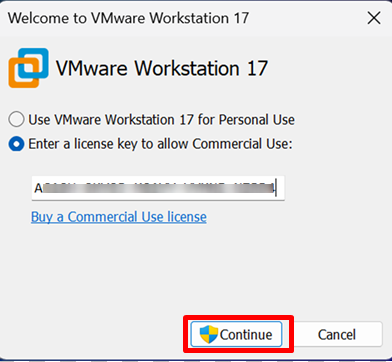 Welcome to VMware Workstation 17
VMware Workstation 17
Use VMware Workstation 17 for Personal Use
Enter a license key to allow Commercial Use:
Buy a Commercial Use license
Continue
Cancel